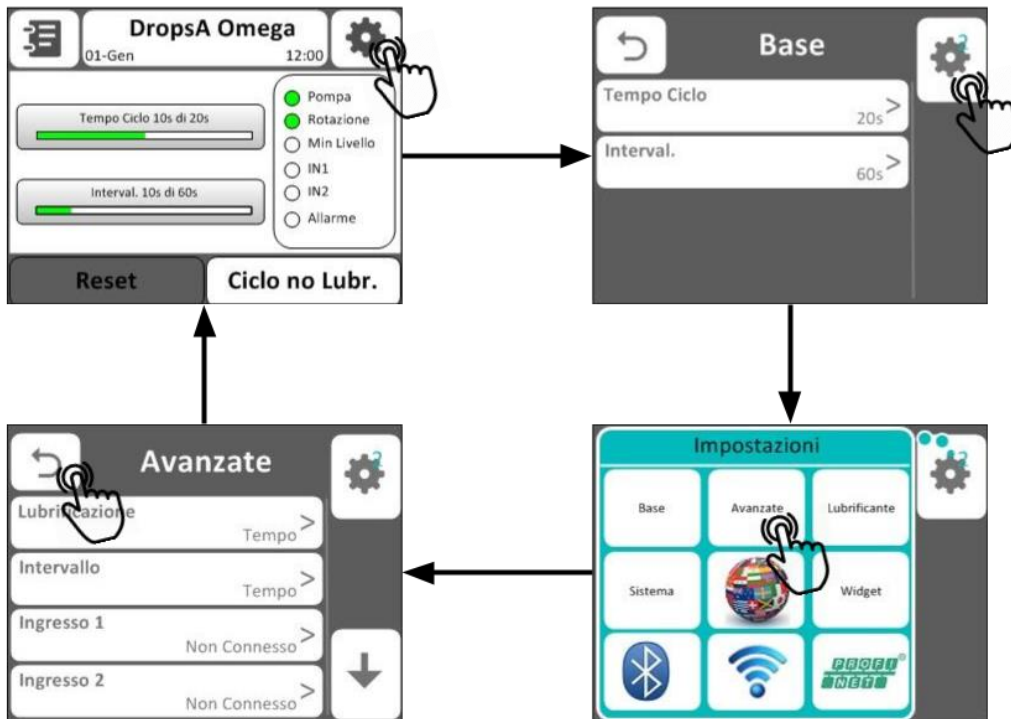 DropsA Omega
01-Gen 12:00
Tempo Ciclo 10s di 20s
Interval. 10s di 60s
Pompa
Rotazione
Min Livello
IN1
IN2
Allarme
Reset
Ciclo no Lubr.
Base
Tempo Ciclo
20s >
Interval.
60s >
Avanzate
Lubrificazione
Tempo >
Intervallo
Tempo >
Ingresso 1
Non Connesso >
Ingresso 2
Non Connesso >
Impostazioni
Base Avanzate Lubrificante
Sistema Widget
PROFI
NET